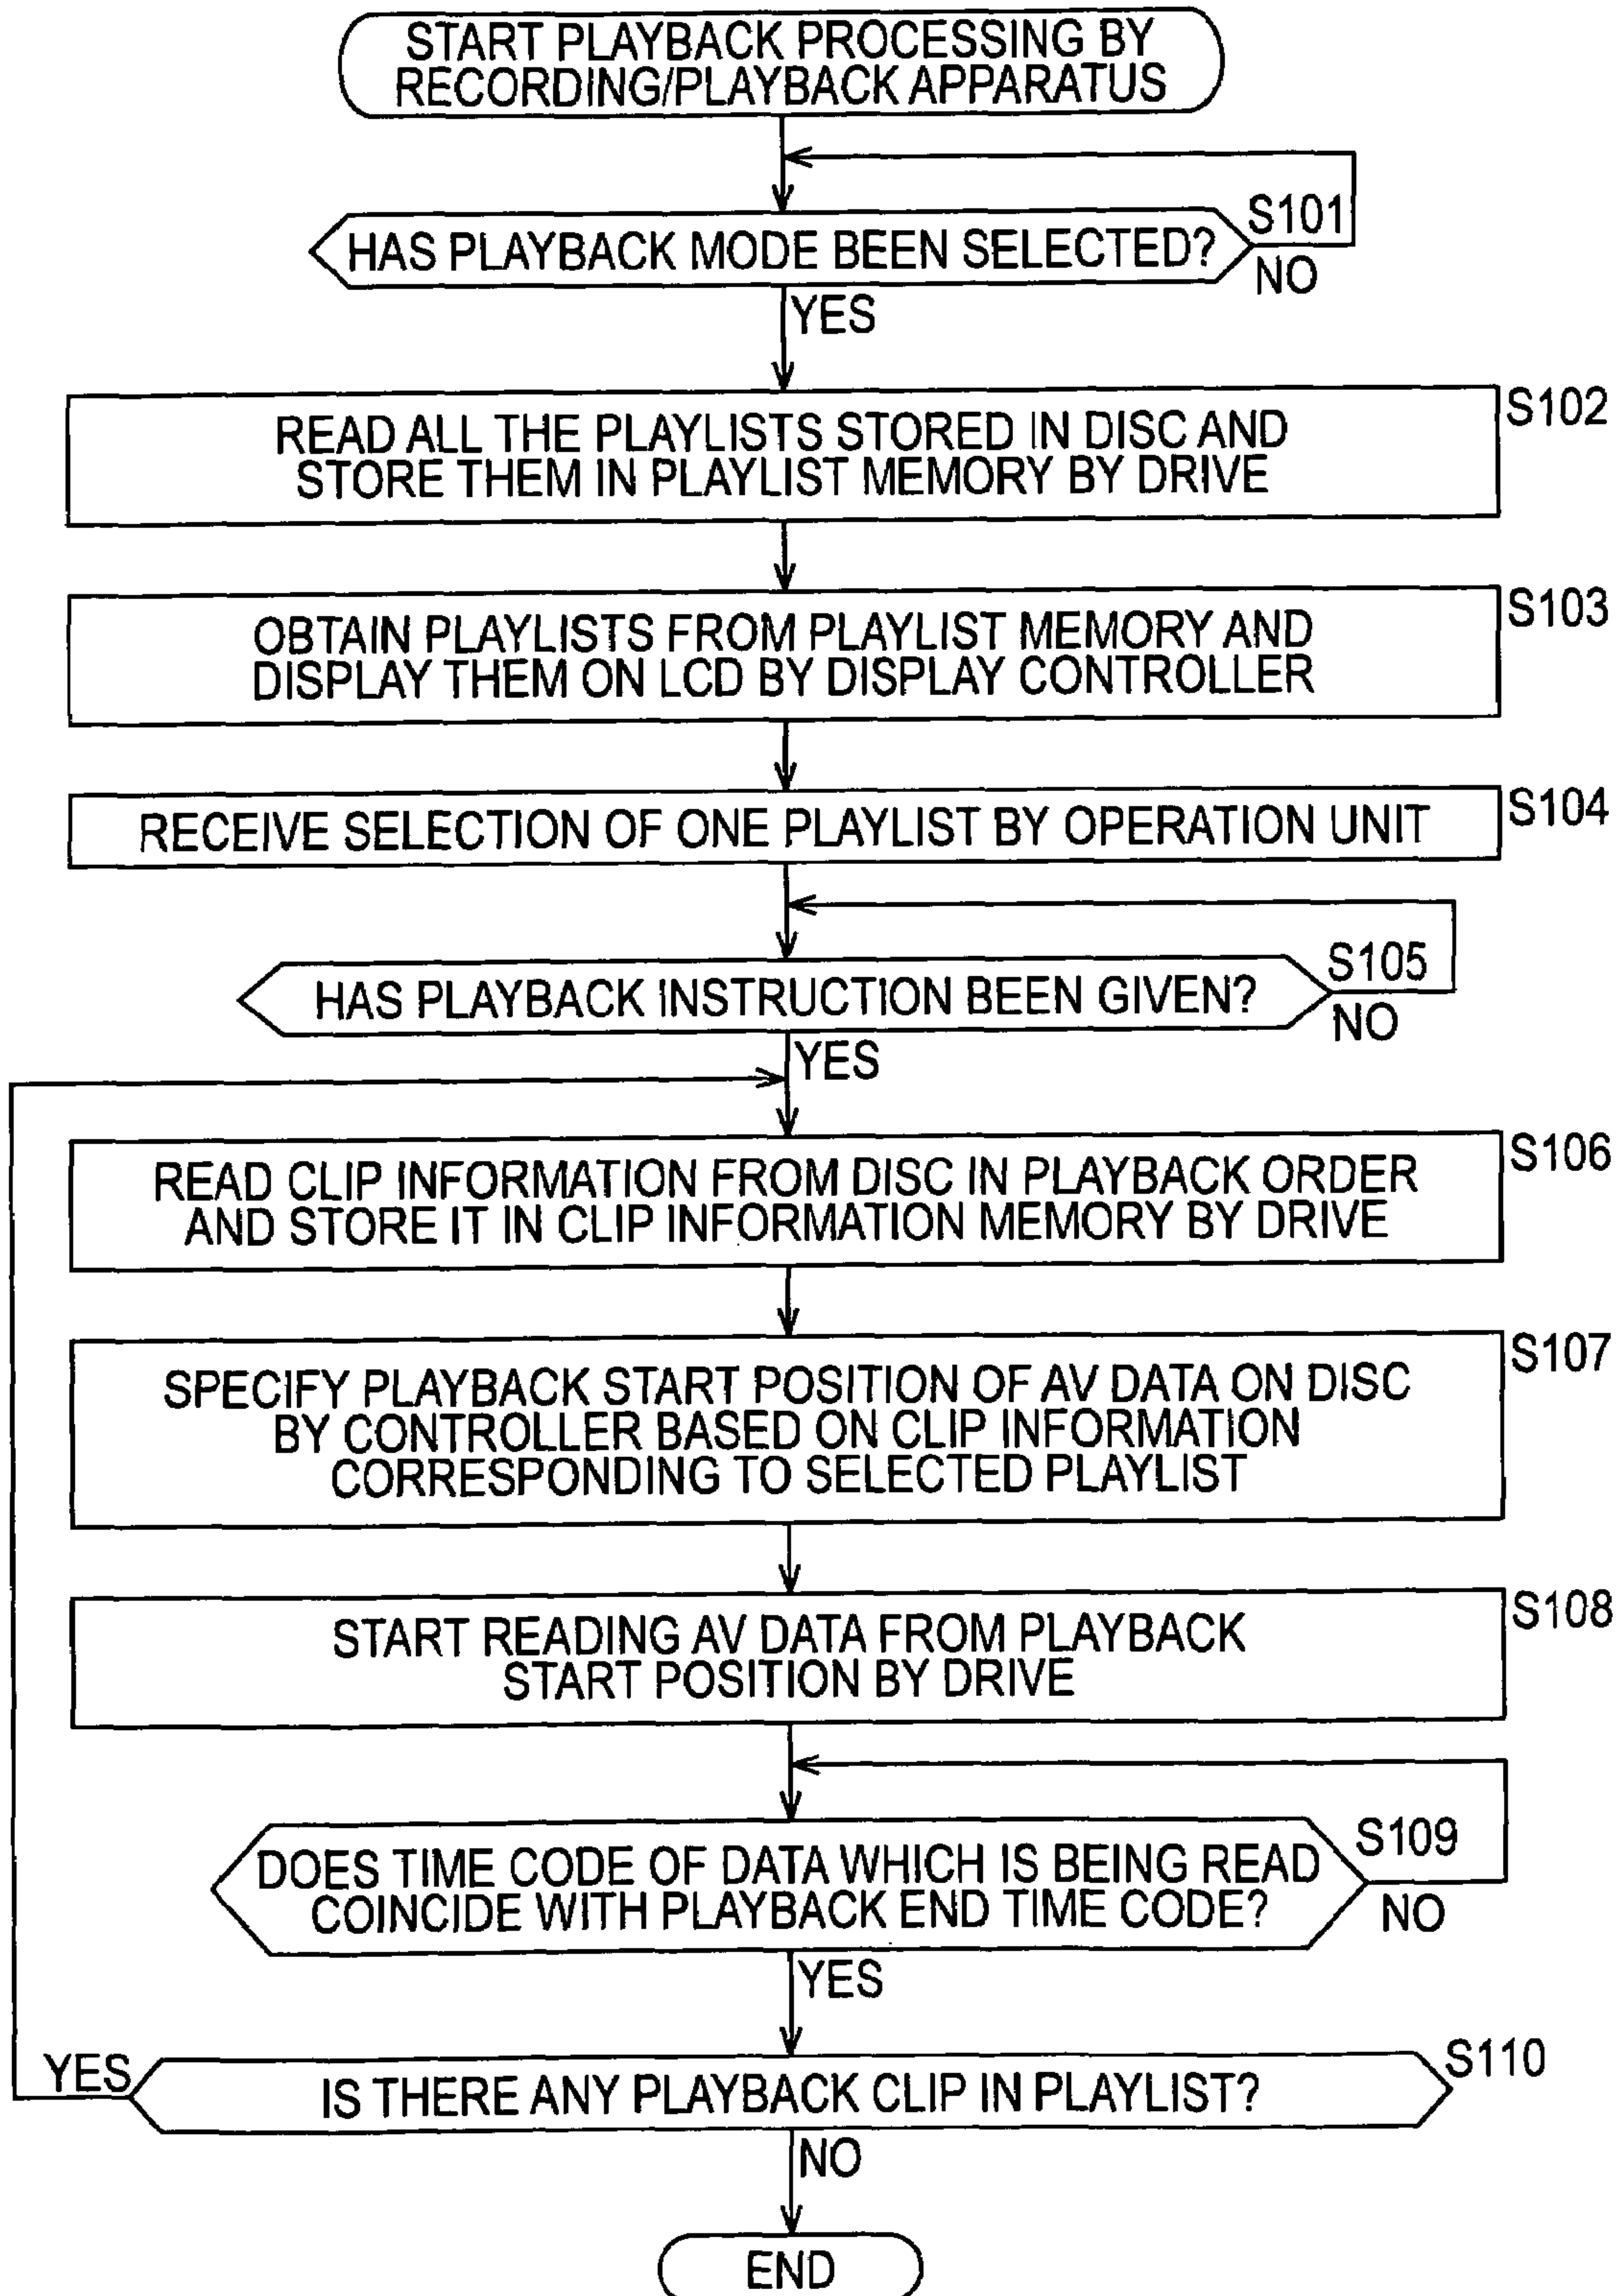 START PLAYBACK PROCESSING BY
RECORDING/PLAYBACK APPARATUS
S101
HAS PLAYBACK MODE BEEN SELECTED?
NO
YES
S102
READ ALL THE PLAYLISTS STORED IN DISC AND
STORE THEM IN PLAYLIST MEMORY BY DRIVE
S103
OBTAIN PLAYLISTS FROM PLAYLIST MEMORY AND
DISPLAY THEM ON LCD BY DISPLAY CONTROLLER
S104
RECEIVE SELECTION OF ONE PLAYLIST BY OPERATION UNIT
S105
HAS PLAYBACK INSTRUCTION BEEN GIVEN?
NO
YES
S106
READ CLIP INFORMATION FROM DISC IN PLAYBACK ORDER
AND STORE IT IN CLIP INFORMATION MEMORY BY DRIVE
S107
SPECIFY PLAYBACK START POSITION OF AV DATA ON DISC
BY CONTROLLER BASED ON CLIP INFORMATION
CORRESPONDING TO SELECTED PLAYLIST
S108
START READING AV DATA FROM PLAYBACK
START POSITION BY DRIVE
S109
DOES TIME CODE OF DATA WHICH IS BEING READ
COINCIDE WITH PLAYBACK END TIME CODE?
NO
YES
S110
YES
IS THERE ANY PLAYBACK CLIP IN PLAYLIST?
NO
END